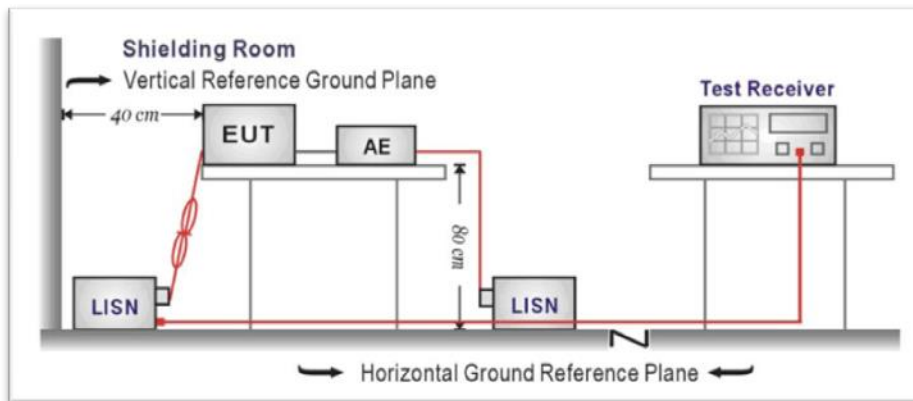 Shielding Room
Vertical Reference Ground Plane
40 cm
EUT
AE
Test Receiver
80 cm
LISN
LISN
Horizontal Ground Reference Plane